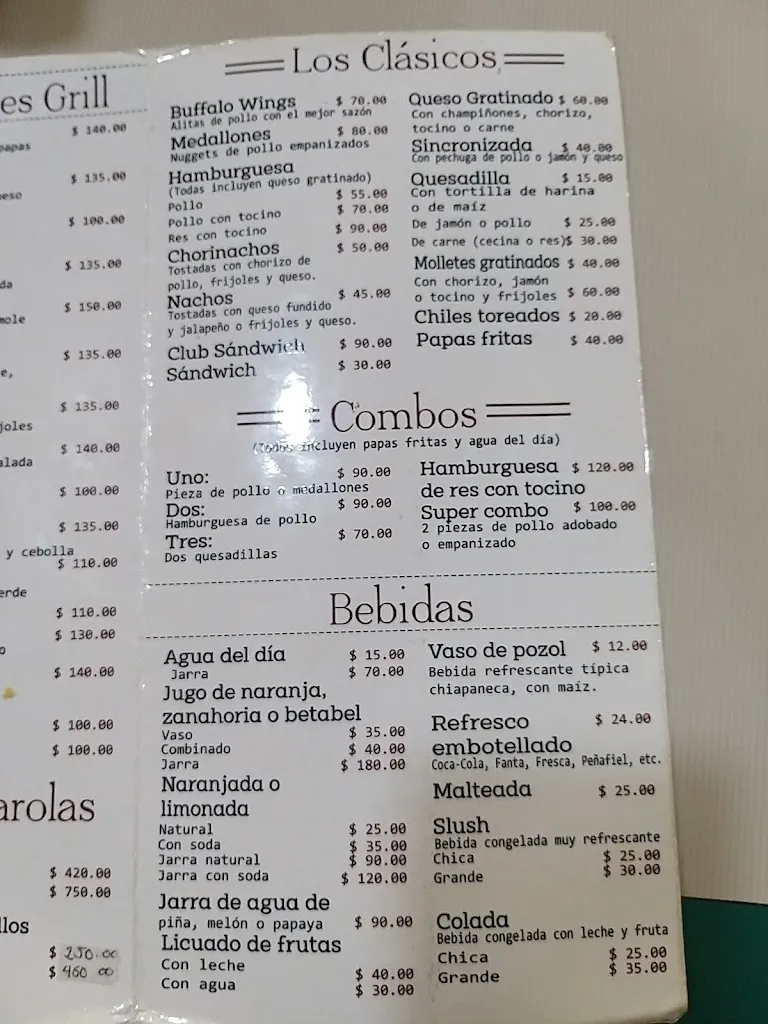 es Grill
$ 140.00
papas
$ 135.00
ueso
$ 100.00
$ 135.00
da
$ 150.00
mole
$ 135.00
e,
$ 135.00
joles
$ 140.00
alada
$ 100.00
$ 135.00
y cebolla
$ 110.00
erde
$ 110.00
$ 130.00
o
$ 140.00
$ 100.00
$ 100.00
arolas
$ 420.00
$ 750.00
llos
$ 250.00
$ 460 00
Los Clásicos
Buffalo Wings $ 70.00
Alitas de pollo con el mejor sazón
Medallones $ 80.00
Nuggets de pollo empanizados
Hamburguesa
(Todas incluyen queso gratinado)
Pollo $ 55.00
Pollo con tocino $ 70.00
Res con tocino $ 90.00
Chorinachos $ 50.00
Tostadas con chorizo de
pollo, frijoles y queso.
Nachos $ 45.00
Tostadas con queso fundido
y jalapeño o frijoles y queso.
Club Sándwich $ 90.00
Sándwich $ 30.00
Queso Gratinado $ 60.00
Con champiñones, chorizo,
tocino o carne
Sincronizada $ 40.00
Con pechuga de pollo o jamón y queso
Quesadilla $ 15.00
Con tortilla de harina
o de maíz
De jamón o pollo $ 25.00
De carne (cecina o res)$ 30.00
Molletes gratinados $ 40.00
Con chorizo, jamón
o tocino y frijoles $ 60.00
Chiles toreados $ 20.00
Papas fritas $ 40.00
Combos
(Todos incluyen papas fritas y agua del día)
Uno: $ 90.00
Pieza de pollo o medallones
Dos: $ 90.00
Hamburguesa de pollo
Tres: $ 70.00
Dos quesadillas
Hamburguesa $ 120.00
de res con tocino
Super combo $ 100.00
2 piezas de pollo adobado
o empanizado
Bebidas
Agua del día $ 15.00
Jarra $ 70.00
Jugo de naranja,
zanahoria o betabel
Vaso $ 35.00
Combinado $ 40.00
Jarra $ 180.00
Naranjada o
limonada
Natural $ 25.00
Con soda $ 35.00
Jarra natural $ 90.00
Jarra con soda $ 120.00
Jarra de agua de
piña, melón o papaya $ 90.00
Licuado de frutas
Con leche $ 40.00
Con agua $ 30.00
Vaso de pozol $ 12.00
Bebida refrescante típica
chiapaneca, con maíz.
Refresco $ 24.00
embotellado
Coca-Cola, Fanta, Fresca, Peñafiel, etc.
Malteada $ 25.00
Slush
Bebida congelada muy refrescante
Chica $ 25.00
Grande $ 30.00
Colada
Bebida congelada con leche y fruta
Chica $ 25.00
Grande $ 35.00